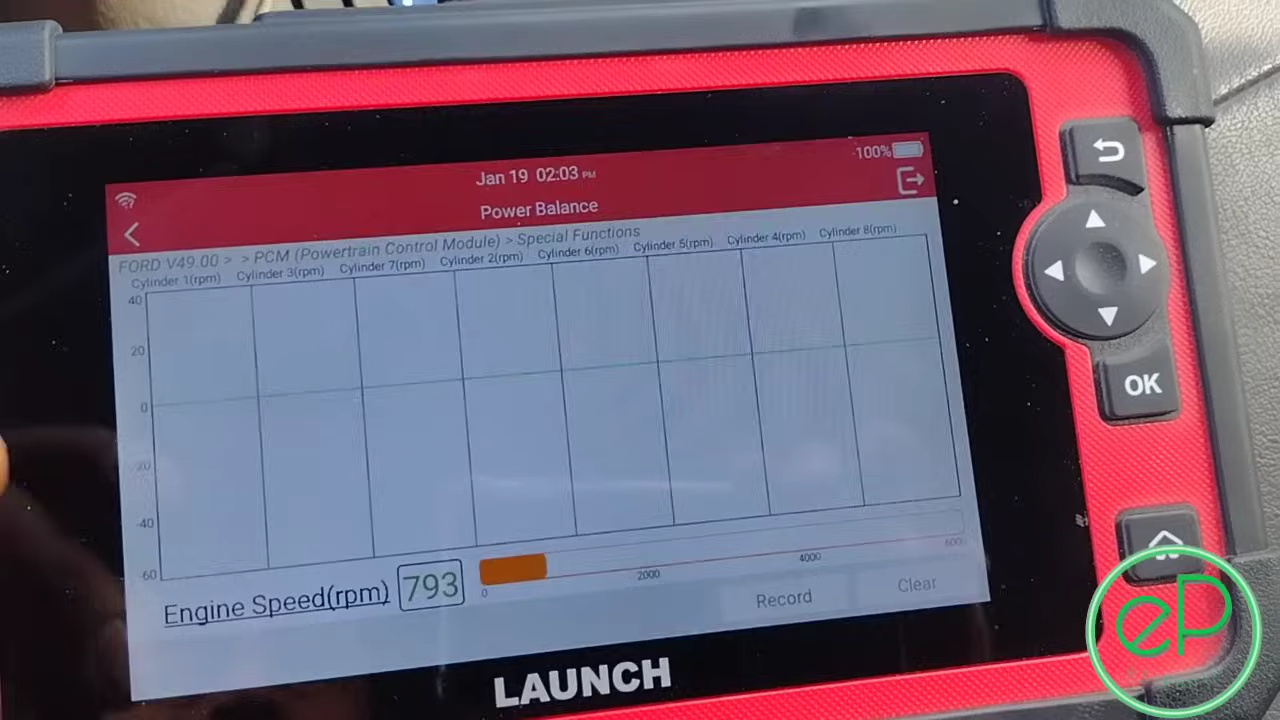 100%
Jan 19 02:03 PM
Power Balance
FORD V49.00 > > PCM (Powertrain Control Module) > Special Functions
Cylinder 1(rpm) Cylinder 3(rpm) Cylinder 7(rpm) Cylinder 2(rpm) Cylinder 6(rpm) Cylinder 5(rpm) Cylinder 4(rpm) Cylinder 8(rpm)
40
20
0
-20
-40
-60
Engine Speed(rpm) 793
0 2000 4000
Record Clear
LAUNCH
OK
eP